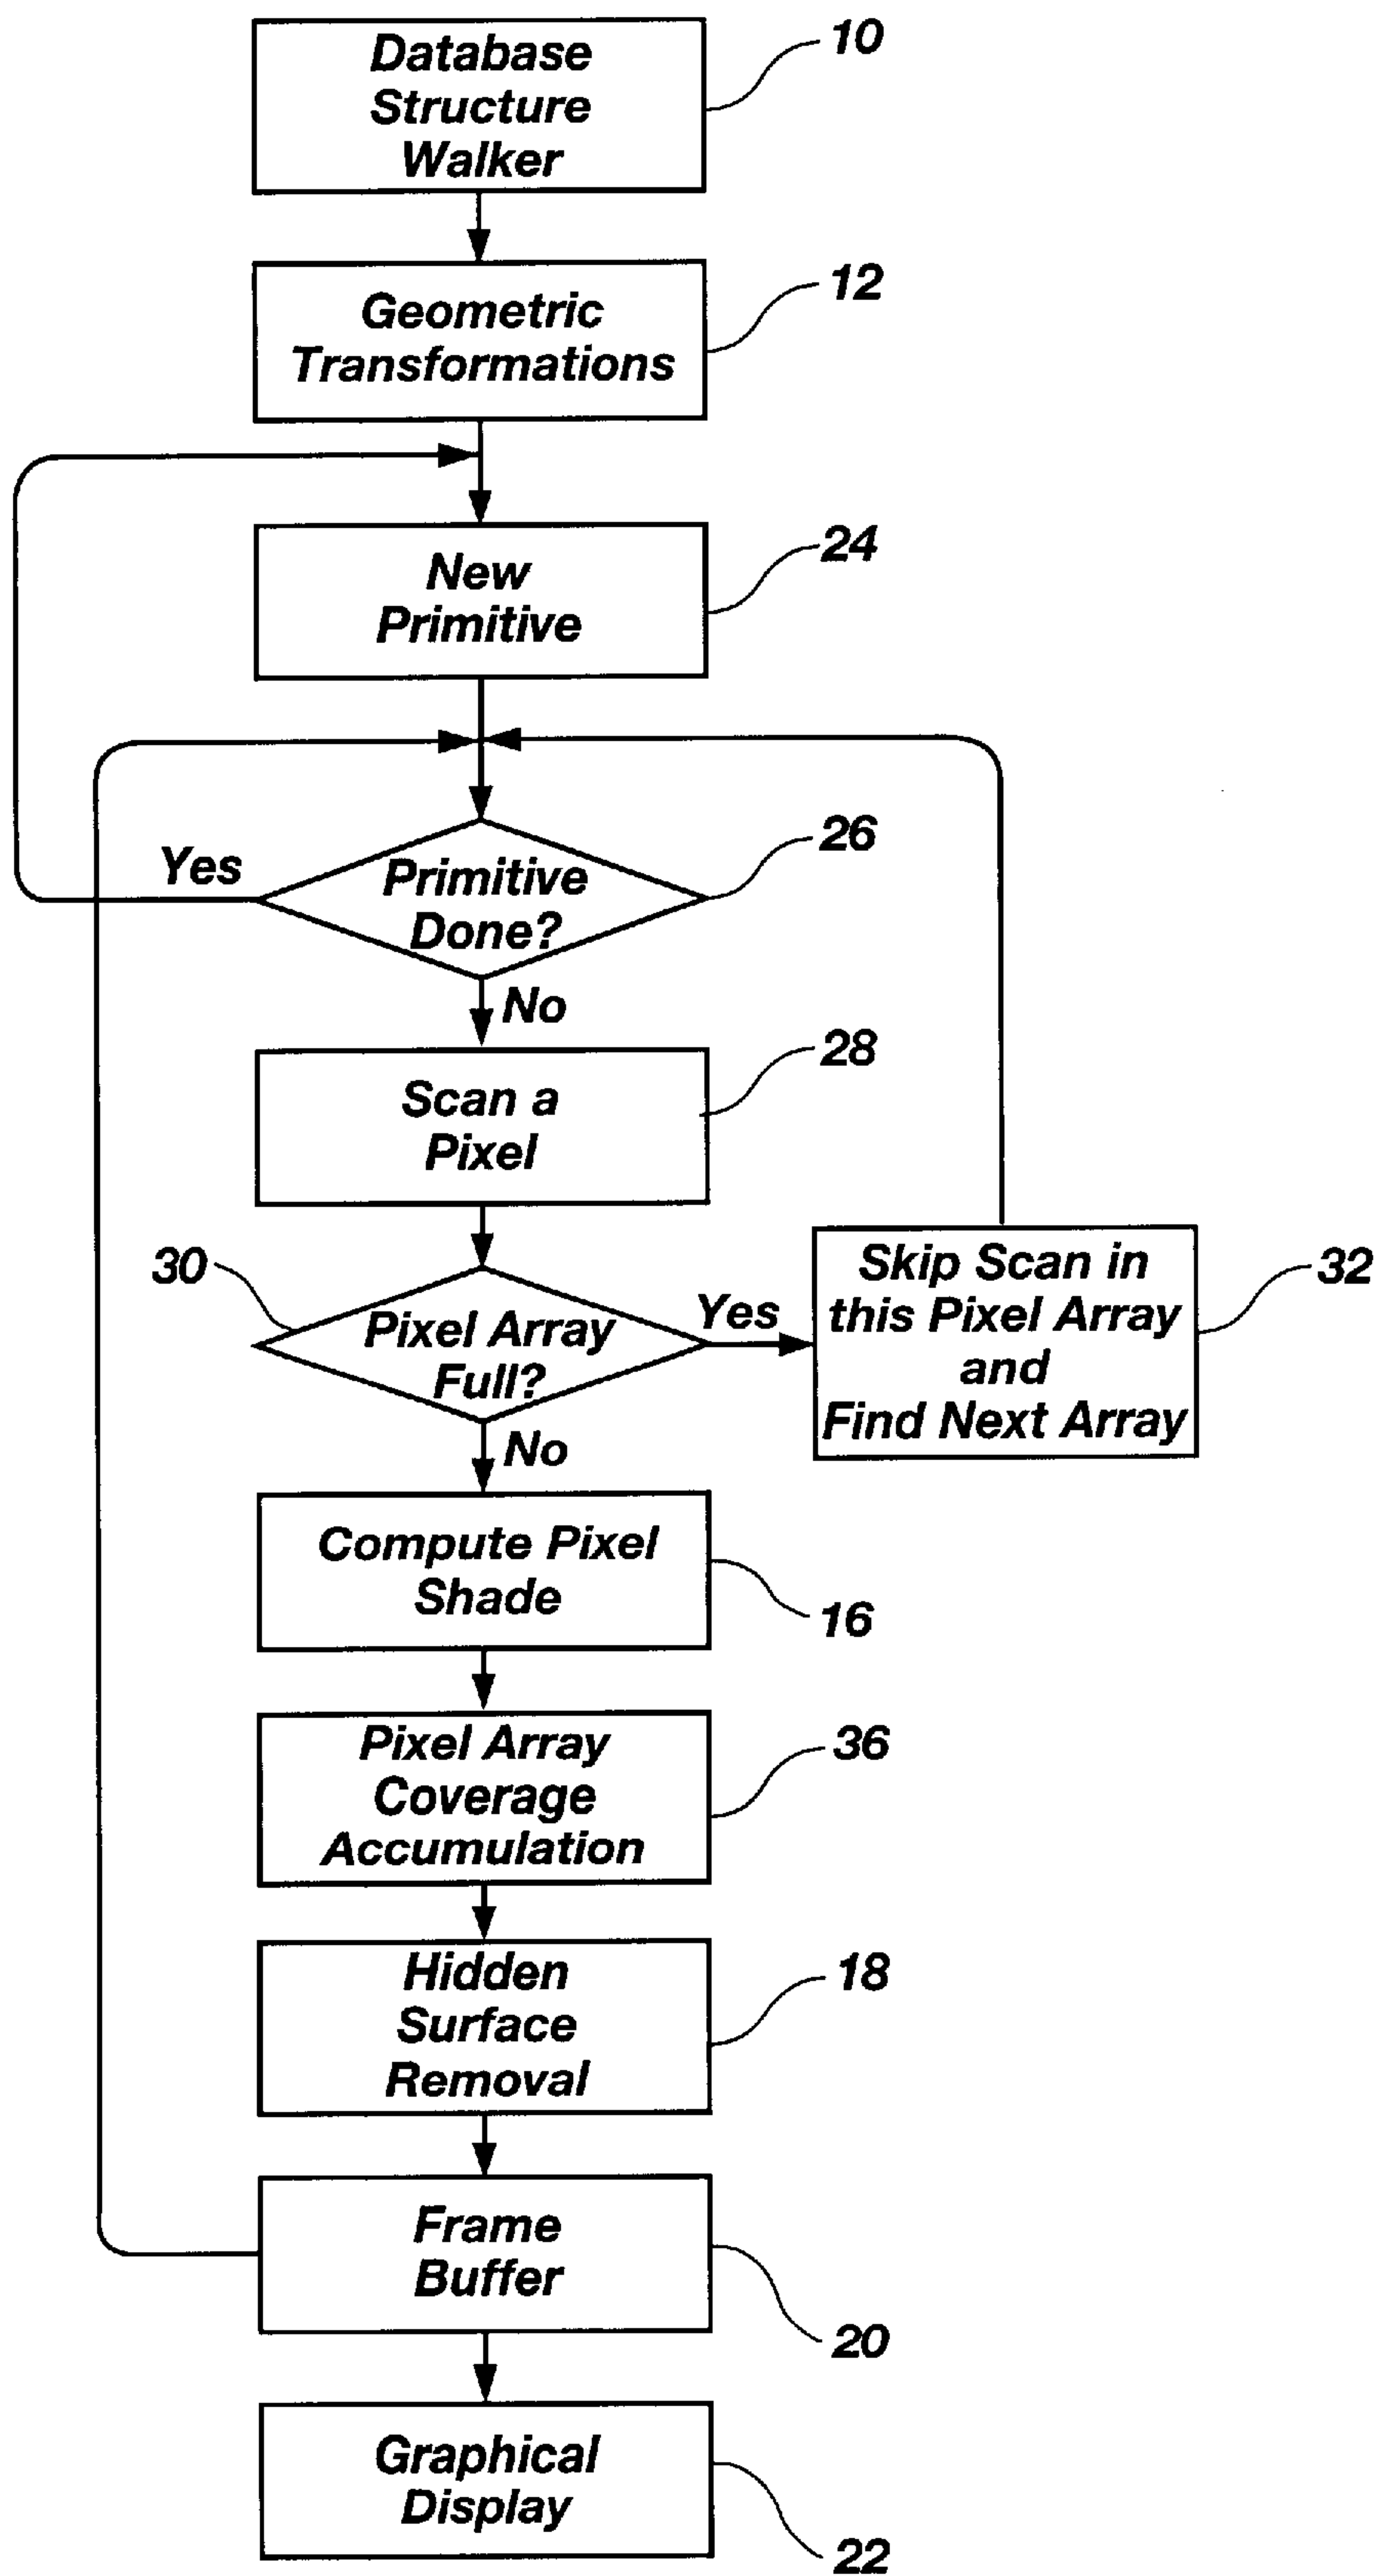 Database
Structure
Walker
10
Geometric
Transformations
12
New
Primitive
24
Primitive
Done?
26
Yes
No
Scan a
Pixel
28
30
Pixel Array
Full?
Yes
No
Skip Scan in
this Pixel Array
and
Find Next Array
32
Compute Pixel
Shade
16
Pixel Array
Coverage
Accumulation
36
Hidden
Surface
Removal
18
Frame
Buffer
20
Graphical
Display
22